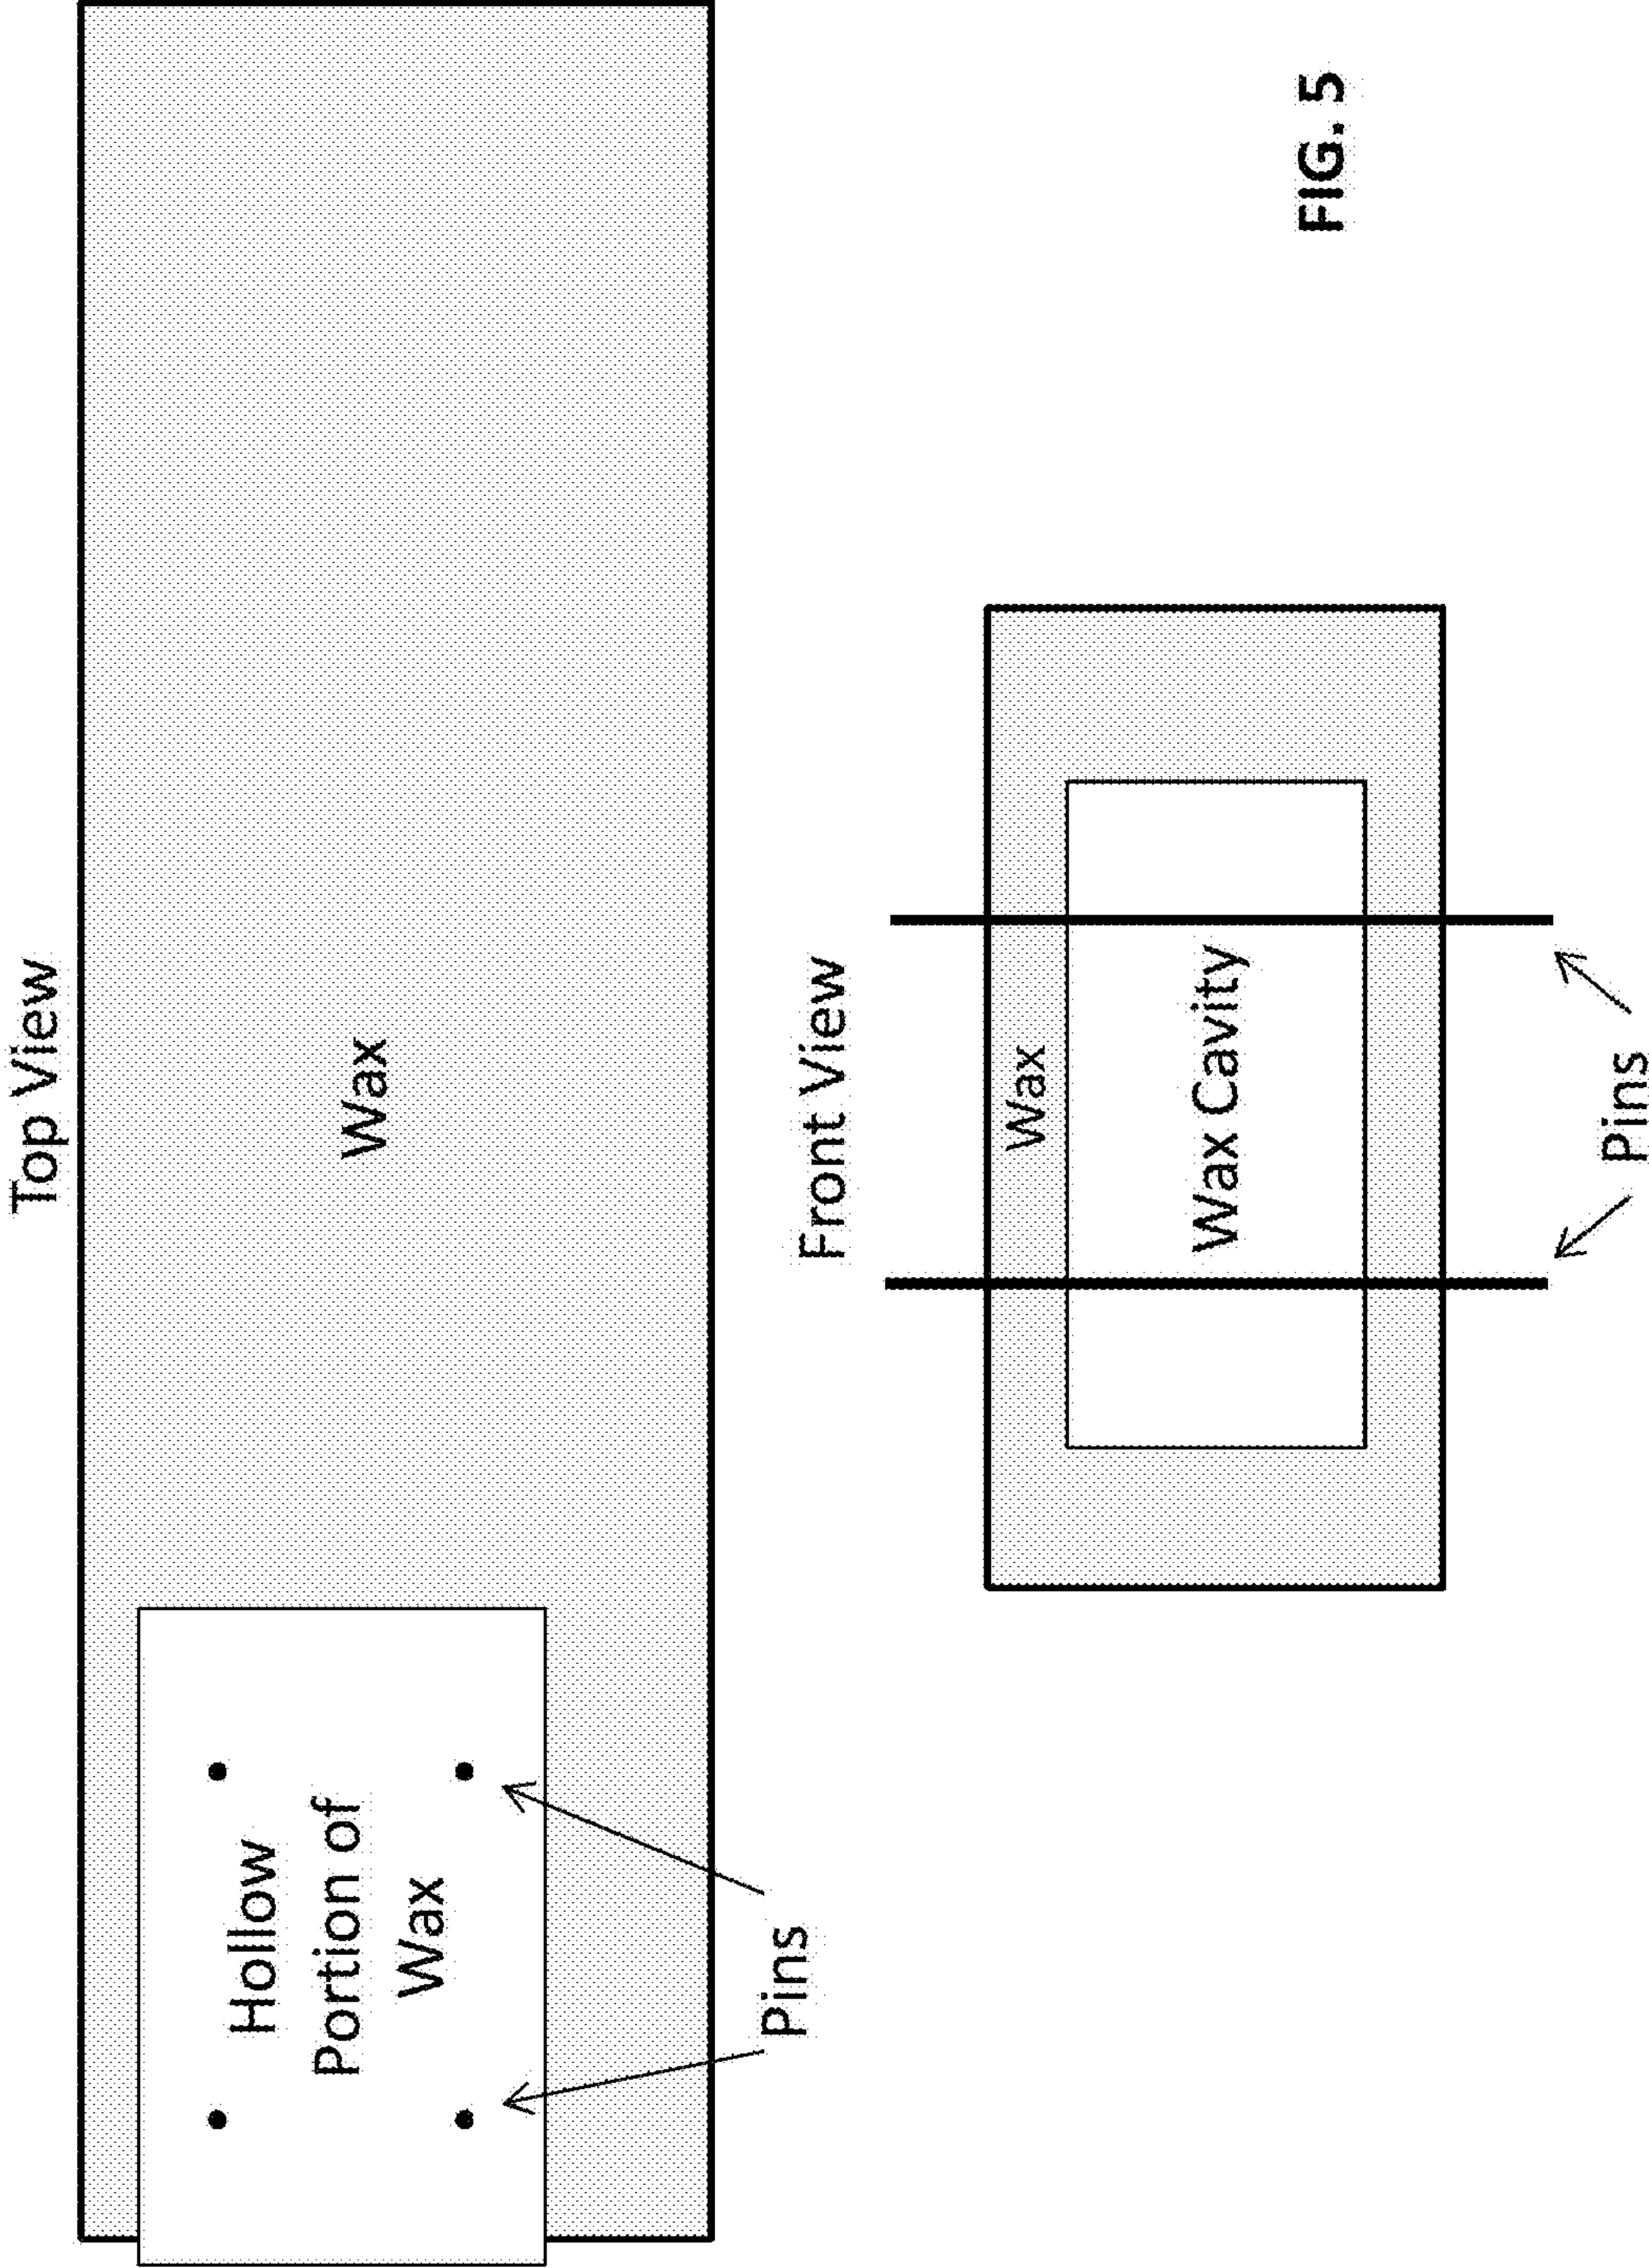 Top View
Wax
Hollow
Portion of
Wax
Pins
Front View
Wax
Wax Cavity
Pins
FIG. 5